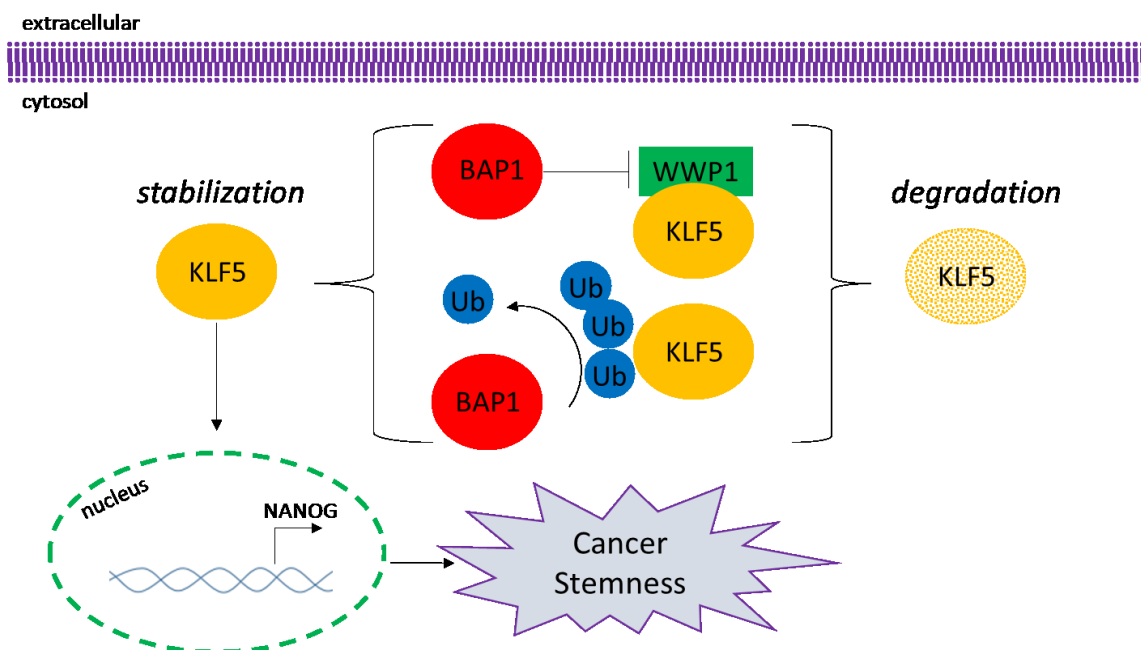 extracellular
cytosol
BAP1
WWP1
KLF5
stabilization
degradation
KLF5
KLF5
Ub
Ub
Ub
Ub
KLF5
BAP1
nucleus
NANOG
Cancer
Stemness